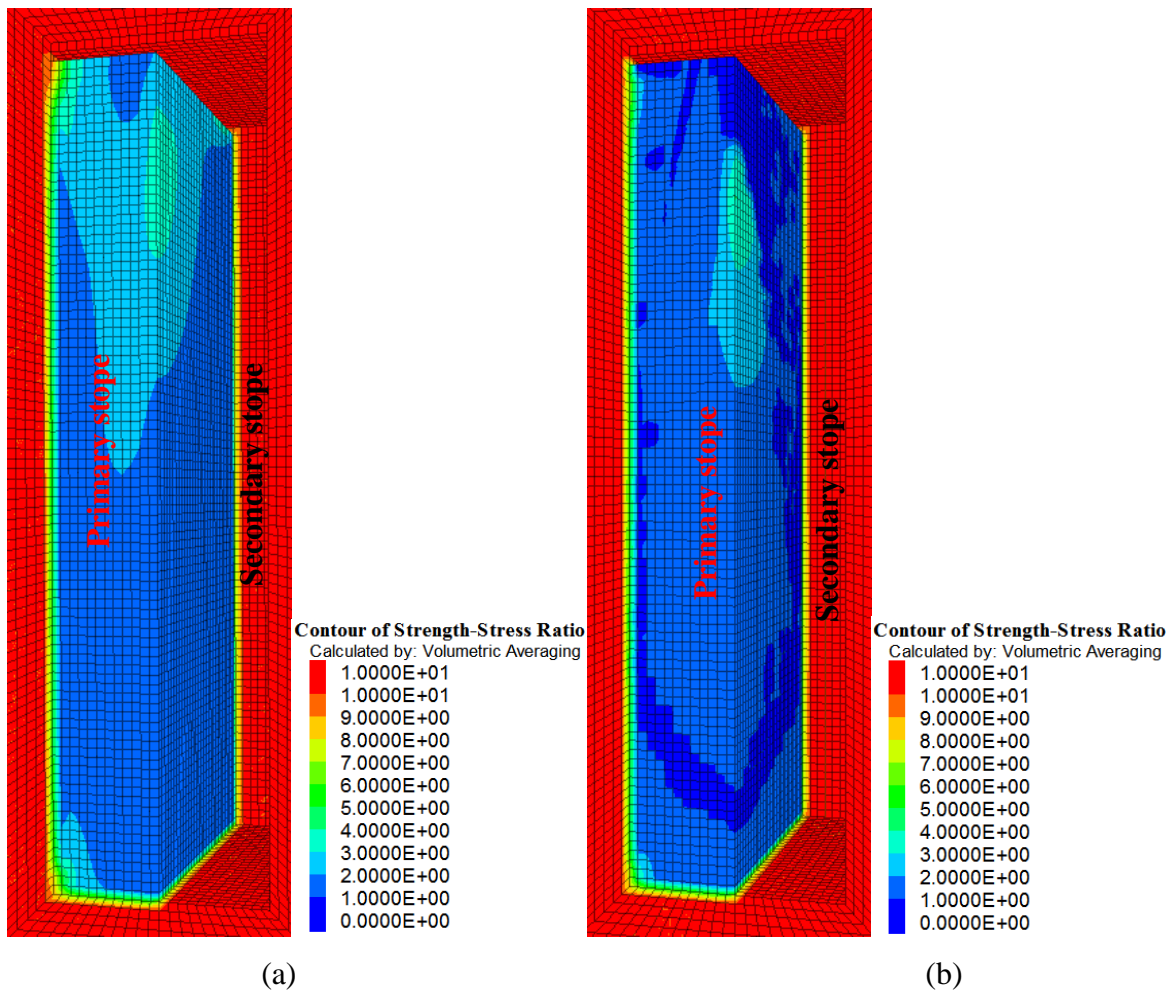 Primary stope
Secondary stope
Contour of Strength-Stress Ratio
Calculated by: Volumetric Averaging
1.0000E+01
1.0000E+01
9.0000E+00
8.0000E+00
7.0000E+00
6.0000E+00
5.0000E+00
4.0000E+00
3.0000E+00
2.0000E+00
1.0000E+00
0.0000E+00
(a)
Primary stope
Secondary stope
Contour of Strength-Stress Ratio
Calculated by: Volumetric Averaging
1.0000E+01
1.0000E+01
9.0000E+00
8.0000E+00
7.0000E+00
6.0000E+00
5.0000E+00
4.0000E+00
3.0000E+00
2.0000E+00
1.0000E+00
0.0000E+00
(b)